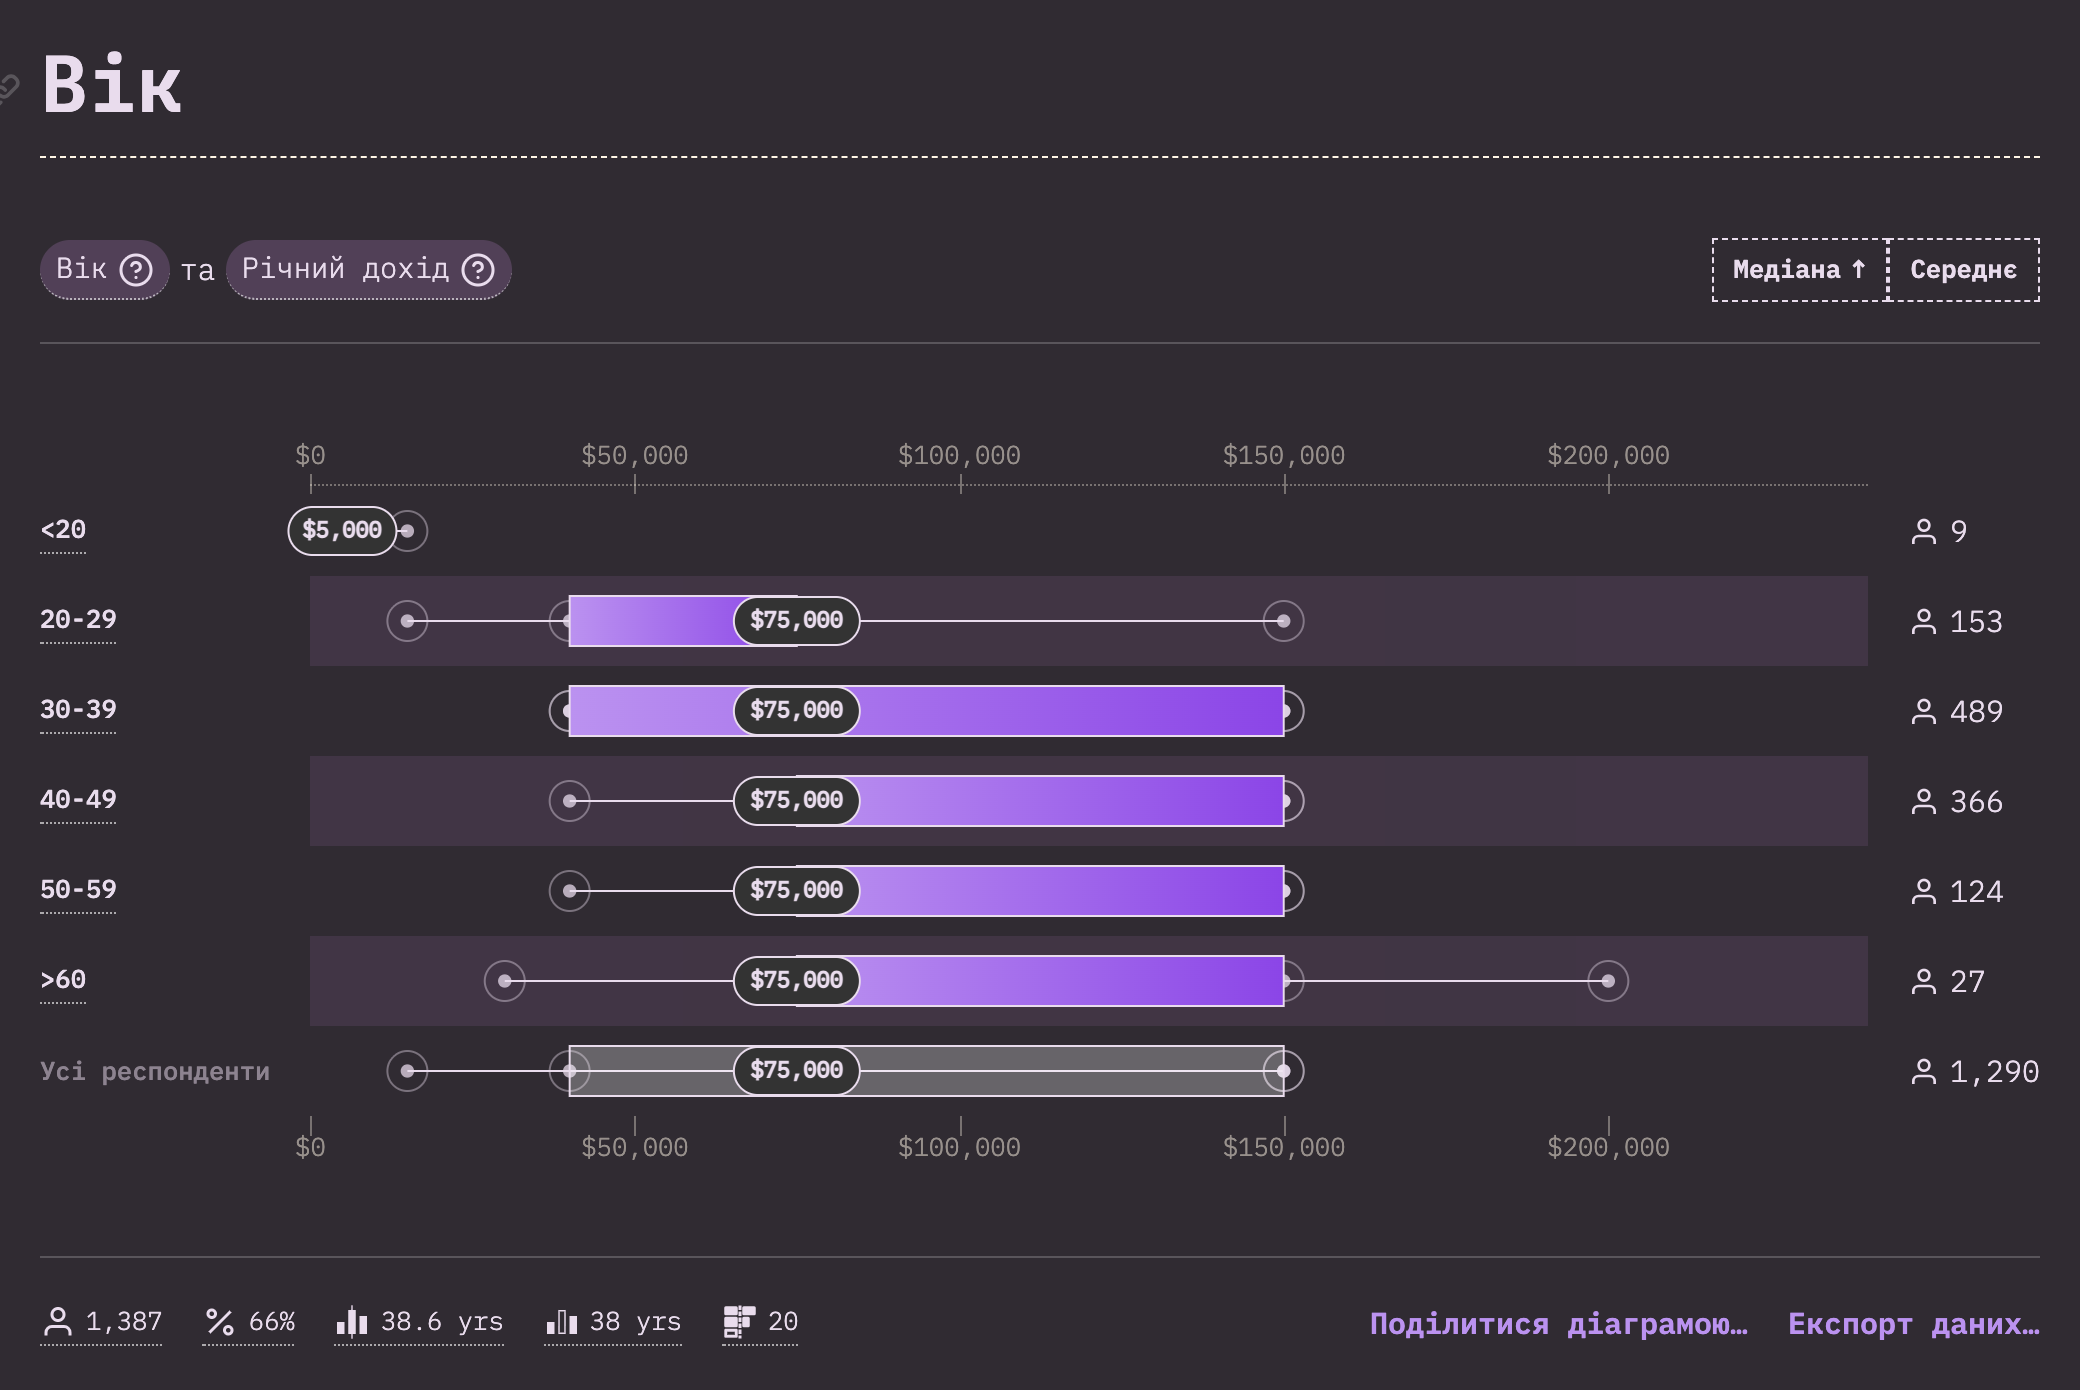 Вік
Вік ? та Річний дохід ?
Медіана ↑ Середнє
$0 $50,000 $100,000 $150,000 $200,000
<20 $5,000 9
20-29 $75,000 153
30-39 $75,000 489
40-49 $75,000 366
50-59 $75,000 124
>60 $75,000 27
Усі респонденти $75,000 1,290
$0 $50,000 $100,000 $150,000 $200,000
1,387 % 66% 38.6 yrs 38 yrs 20 Поділитися діаграмою… Експорт даних…